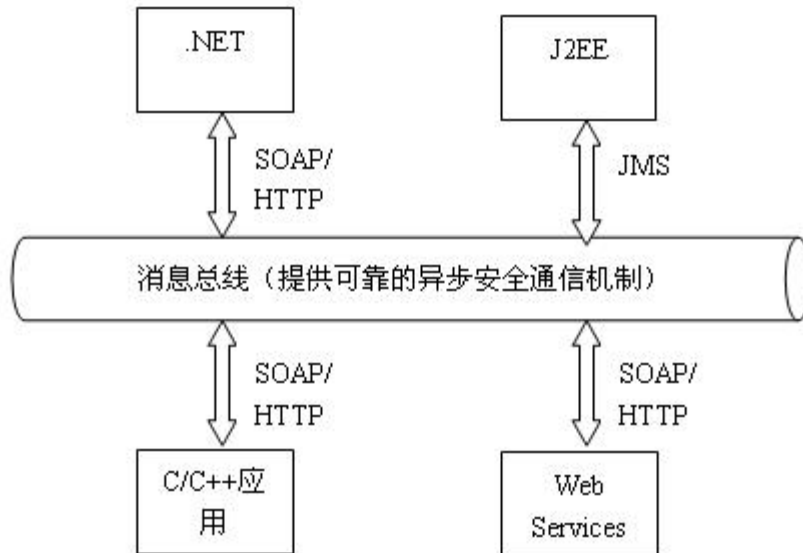 .NET
J2EE
SOAP/
HTTP
JMS
消息总线（提供可靠的异步安全通信机制）
SOAP/
HTTP
SOAP/
HTTP
C/C++应
用
Web
Services